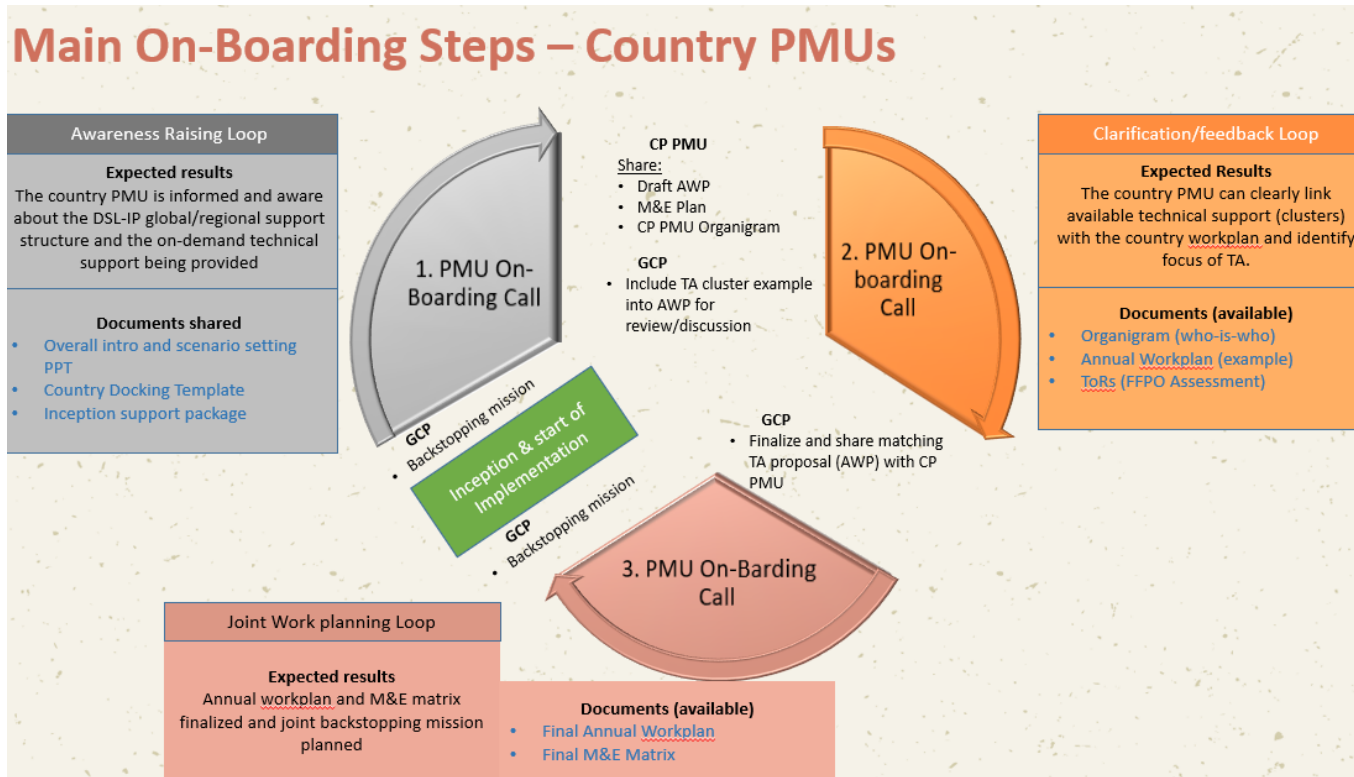 Main On-Boarding Steps – Country PMUs
Awareness Raising Loop
Expected results
The country PMU is informed and aware
about the DSL-IP global/regional support
structure and the on-demand technical
support being provided
Documents shared
• Overall intro and scenario setting
PPT
• Country Docking Template
• Inception support package
1. PMU On-
Boarding Call
CP PMU
Share:
• Draft AWP
• M&E Plan
• CP PMU Organigram
GCP
• Include TA cluster example
into AWP for
review/discussion
2. PMU On-
boarding
Call
Clarification/feedback Loop
Expected Results
The country PMU can clearly link
available technical support (clusters)
with the country workplan and identify
focus of TA.
Documents (available)
• Organigram (who-is-who)
• Annual Workplan (example)
• ToRs (FFPO Assessment)
GCP
• Finalize and share matching
TA proposal (AWP) with CP
PMU
3. PMU On-Barding
Call
Joint Work planning Loop
Expected results
Annual workplan and M&E matrix
finalized and joint backstopping mission
planned
Documents (available)
• Final Annual Workplan
• Final M&E Matrix
GCP
• Backstopping mission
Inception & start of
Implementation
GCP
• Backstopping mission